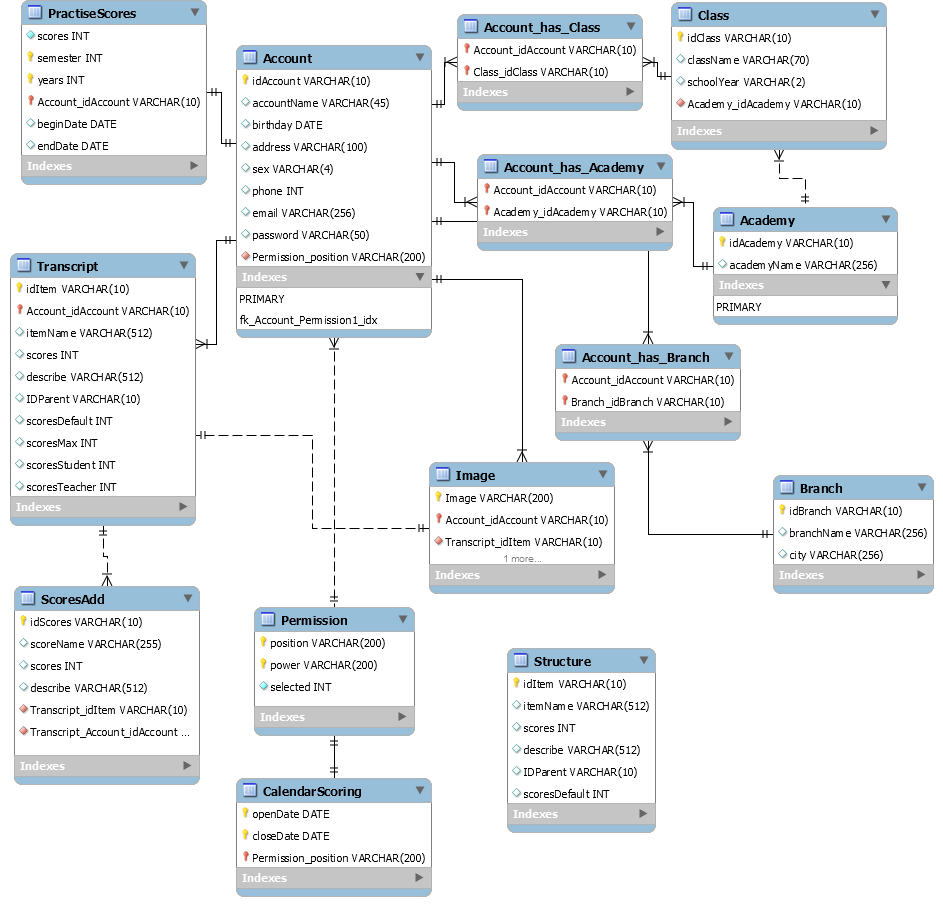 PractiseScores
scores INT
semester INT
years INT
Account_idAccount VARCHAR(10)
beginDate DATE
endDate DATE
Indexes
Account
idAccount VARCHAR(10)
accountName VARCHAR(45)
birthday DATE
address VARCHAR(100)
sex VARCHAR(4)
phone INT
email VARCHAR(256)
password VARCHAR(50)
Permission_position VARCHAR(200)
Indexes
PRIMARY
fk_Account_Permission1_idx
Account_has_Class
Account_idAccount VARCHAR(10)
Class_idClass VARCHAR(10)
Indexes
Class
idClass VARCHAR(10)
className VARCHAR(70)
schoolYear VARCHAR(2)
Academy_idAcademy VARCHAR(10)
Indexes
Account_has_Academy
Account_idAccount VARCHAR(10)
Academy_idAcademy VARCHAR(10)
Indexes
Academy
idAcademy VARCHAR(10)
academyName VARCHAR(256)
Indexes
PRIMARY
Transcript
idItem VARCHAR(10)
Account_idAccount VARCHAR(10)
itemName VARCHAR(512)
scores INT
describe VARCHAR(512)
IDParent VARCHAR(10)
scoresDefault INT
scoresMax INT
scoresStudent INT
scoresTeacher INT
Indexes
Account_has_Branch
Account_idAccount VARCHAR(10)
Branch_idBranch VARCHAR(10)
Indexes
Image
Image VARCHAR(200)
Account_idAccount VARCHAR(10)
Transcript_idItem VARCHAR(10)
1 more...
Indexes
Branch
idBranch VARCHAR(10)
branchName VARCHAR(256)
city VARCHAR(256)
Indexes
ScoresAdd
idScores VARCHAR(10)
scoreName VARCHAR(255)
scores INT
describe VARCHAR(512)
Transcript_idItem VARCHAR(10)
Transcript_Account_idAccount ...
Indexes
Permission
position VARCHAR(200)
power VARCHAR(200)
selected INT
Indexes
Structure
idItem VARCHAR(10)
itemName VARCHAR(512)
scores INT
describe VARCHAR(512)
IDParent VARCHAR(10)
scoresDefault INT
Indexes
CalendarScoring
openDate DATE
closeDate DATE
Permission_position VARCHAR(200)
Indexes